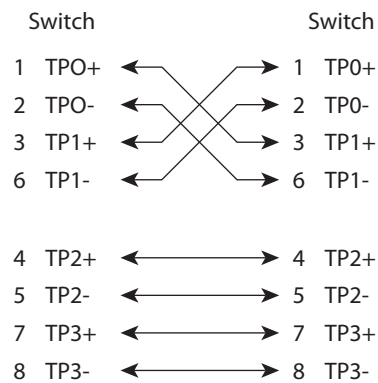 Switch Switch
1 TPO+ 1 TP0+
2 TPO- 2 TP0-
3 TP1+ 3 TP1+
6 TP1- 6 TP1-
4 TP2+ 4 TP2+
5 TP2- 5 TP2-
7 TP3+ 7 TP3+
8 TP3- 8 TP3-